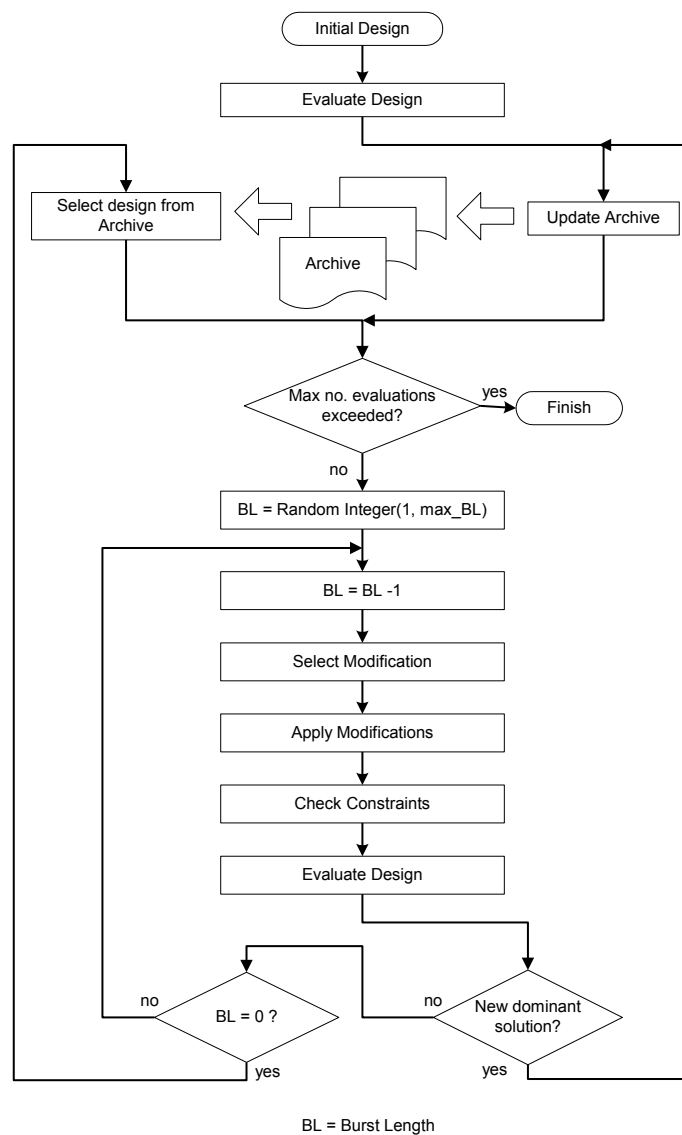 Initial Design
Evaluate Design
Select design from
Archive
Archive
Update Archive
Max no. evaluations
exceeded?
yes
Finish
no
BL = Random Integer(1, max_BL)
BL = BL -1
Select Modification
Apply Modifications
Check Constraints
Evaluate Design
no
BL = 0 ?
yes
no
New dominant
solution?
yes
BL = Burst Length